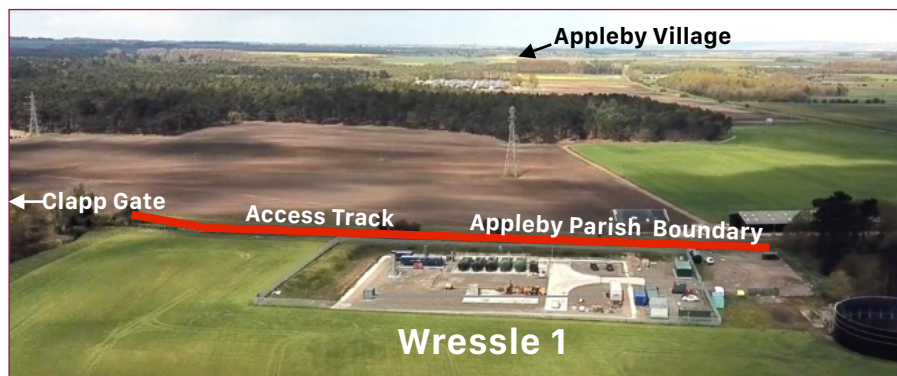 Appleby Village
Clapp Gate
Access Track
Appleby Parish Boundary
Wressle 1